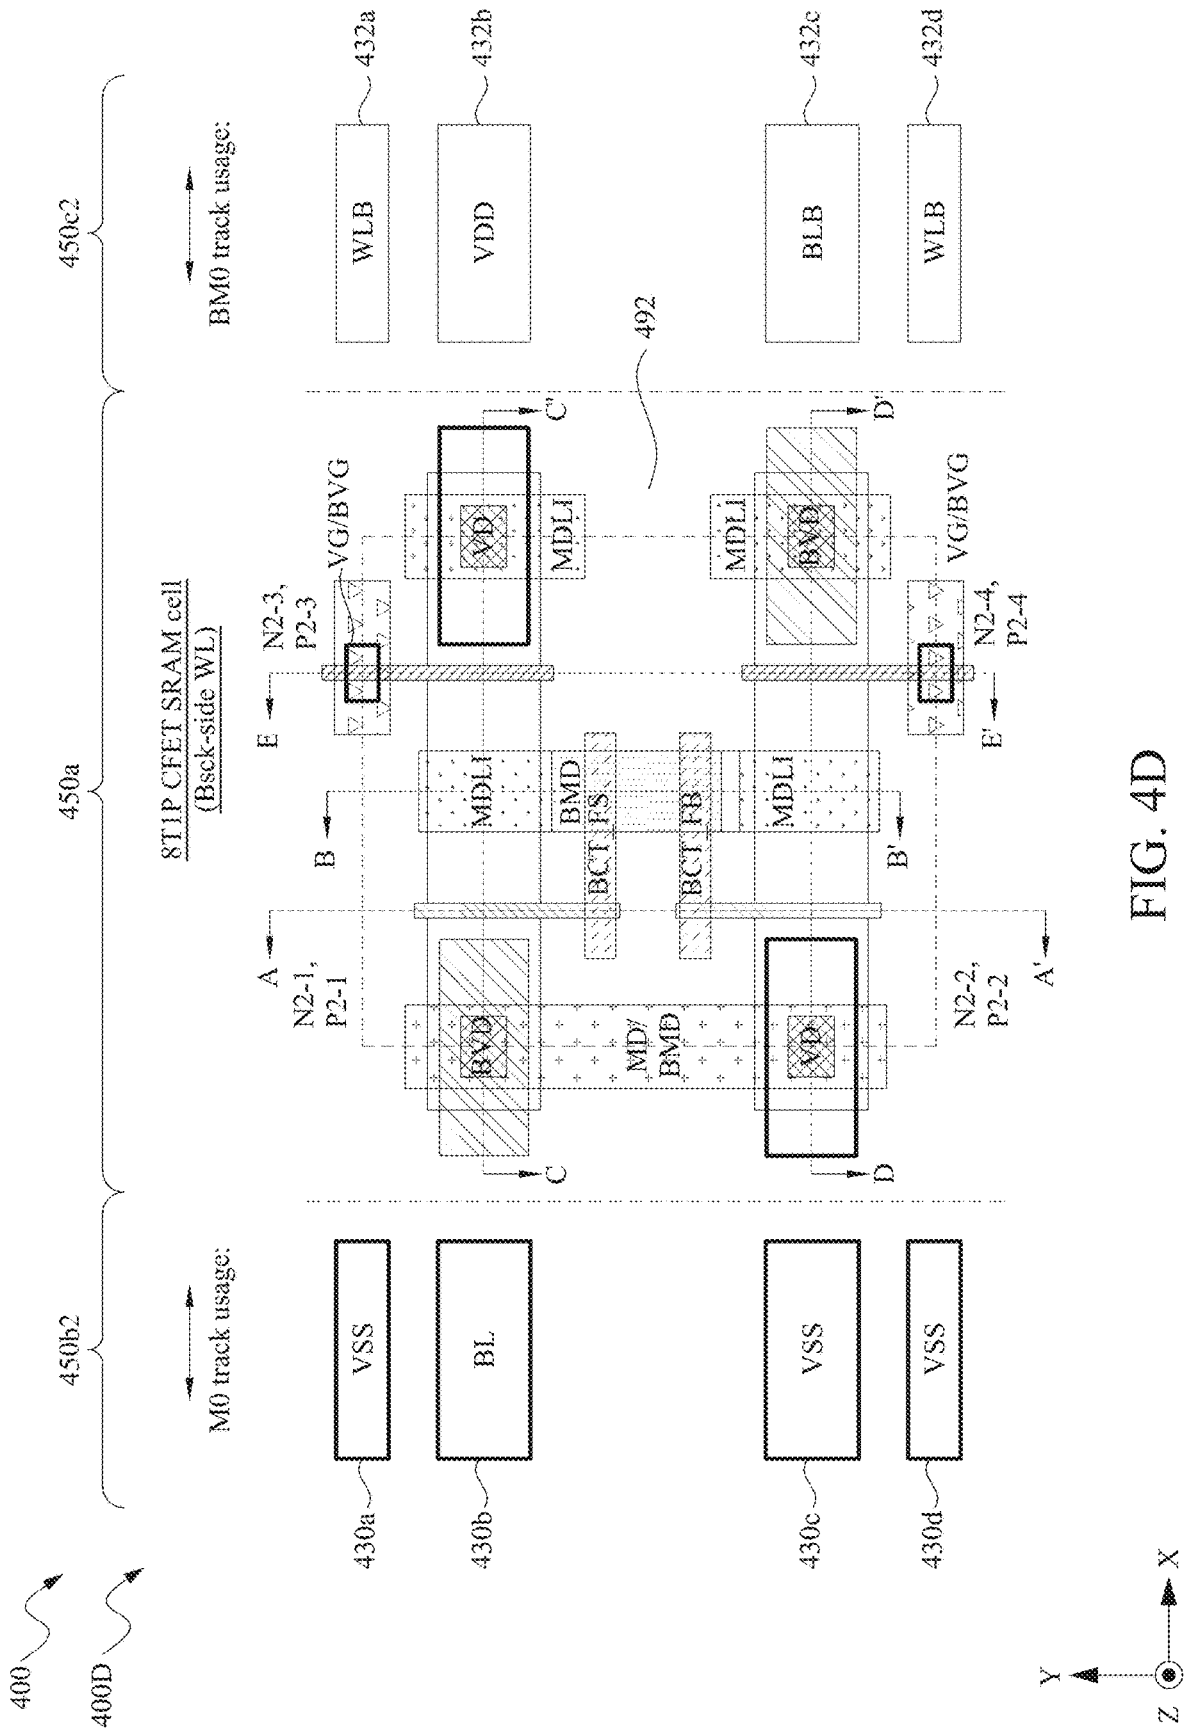 400
400D
450b2
450a
450c2
8T1P CFET SRAM cell
(Bsck-side WL)
M0 track usage:
BM0 track usage:
430a
VSS
430b
BL
430c
VSS
430d
VSS
A
N2-1,
P2-1
B
E
N2-3,
P2-3
VG/BVG
C
BVD
MDLI
VD
C'
MDLI
BMD
BCT_FS
MD/
BMD
492
BCT_FB
MDLI
D
VD
MDLI
BVD
D'
N2-2,
P2-2
A'
B'
E'
N2-4,
P2-4
VG/BVG
WLB
432a
VDD
432b
BLB
432c
WLB
432d
Y
Z
X
FIG. 4D